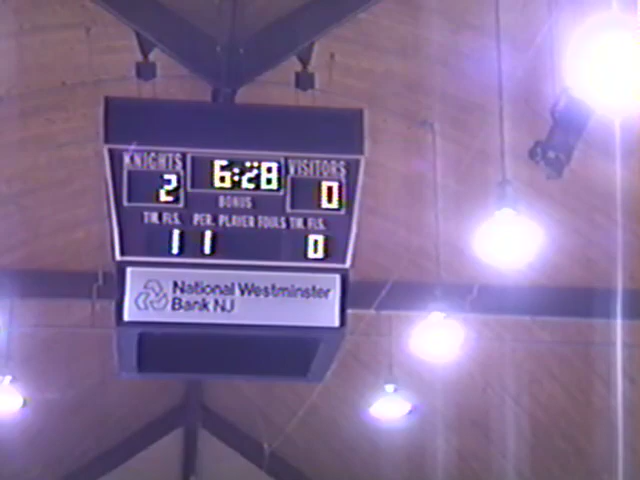 KNIGHTS 6:28 VISITORS
2 0
BONUS
TM. FLS. PER. PLAYER FOULS TM. FLS.
1 1 0
National Westminster
Bank NJ